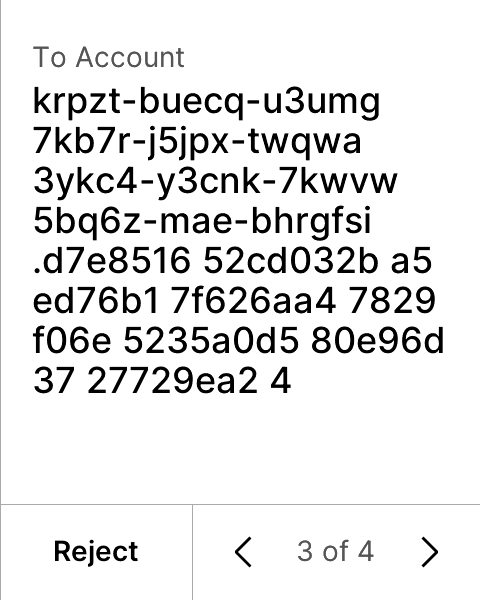 To Account
krpzt-buecq-u3umg
7kb7r-j5jpx-twqwa
3ykc4-y3cnk-7kwvw
5bq6z-mae-bhrgfsi
.d7e8516 52cd032b a5
ed76b1 7f626aa4 7829
f06e 5235a0d5 80e96d
37 27729ea2 4
Reject
3 of 4